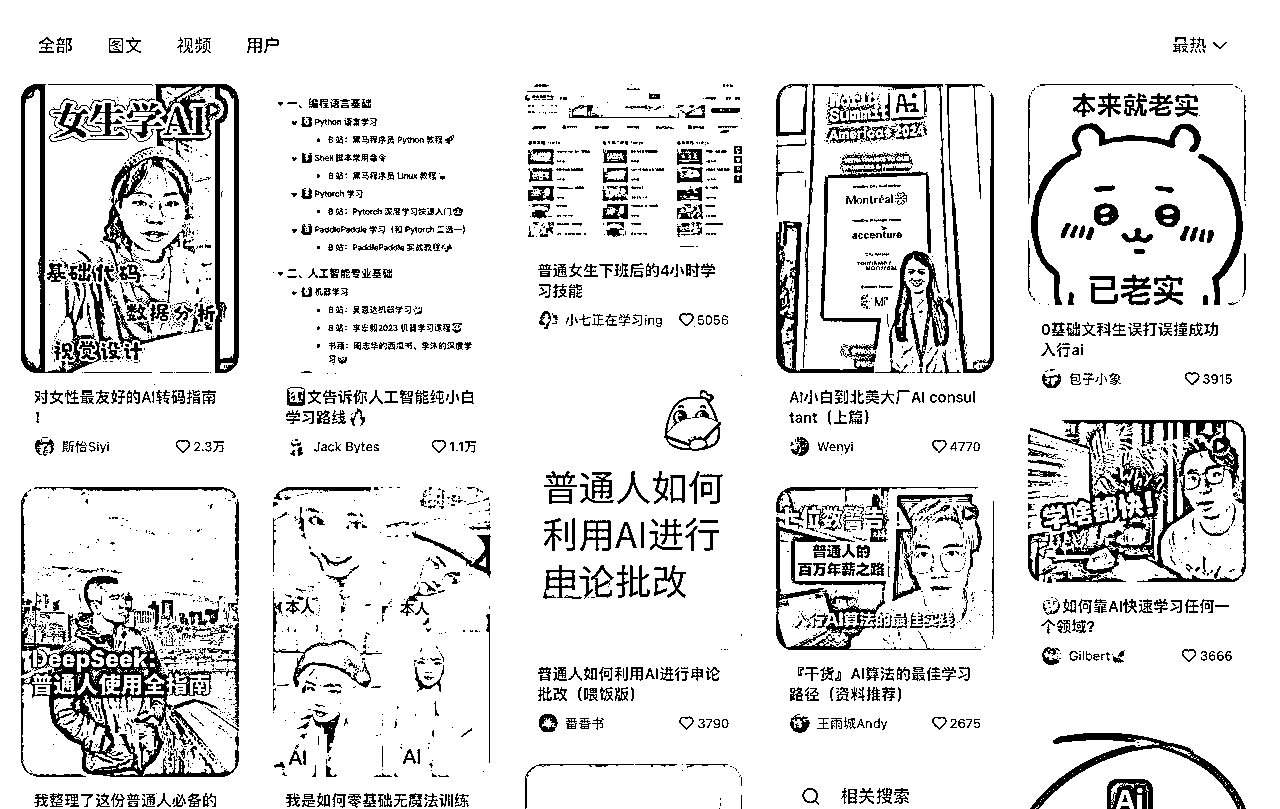 全部 图文 视频 用户
最热
女生学AI
基础代码
数据分析
视觉设计
对女性最友好的AI转码指南
!
斯怡Siyi 2.3万
DeepSeek:
普通人使用全指南
我整理了这份普通人必备的
一、编程语言基础
Python 语言学习
B 站：黑马程序员 Python 教程
Shell 脚本常用命令
B 站：黑马程序员 Linux 教程
Pytorch 学习
B 站：Pytorch 深度学习快速入门
PaddlePaddle 学习（和 Pytorch 二选一）
B 站：PaddlePaddle 实战教程
二、人工智能专业基础
机器学习
B 站：吴恩达机器学习
B 站：李宏毅2023 机器学习课程
书籍：周志华的西瓜书、李沐的深度学
习
文告诉你人工智能纯小白
学习路线
Jack Bytes 1.1万
本人 本人
AI AI
我是如何零基础无魔法训练
普通女生下班后的4小时学
习技能
小七正在学习ing 5056
普通人如何
利用AI进行
申论批改
普通人如何利用AI进行申论
批改（喂饭版）
番番书 3790
World
Summit Ai
Americas 2024
Montréal
accenture
AI小白到北美大厂AI consul
tant（上篇）
Wenyi 4770
七位数警告
普通人的
百万年薪之路
入行AI算法的最佳实践
『干货』AI算法的最佳学习
路径（资料推荐）
王雨城Andy 2675
相关搜索
本来就老实
已老实
0基础文科生误打误撞成功
入行ai
包子小象 3915
学啥都快!
如何靠AI快速学习任何一
个领域?
Gilbert 3666
Ai